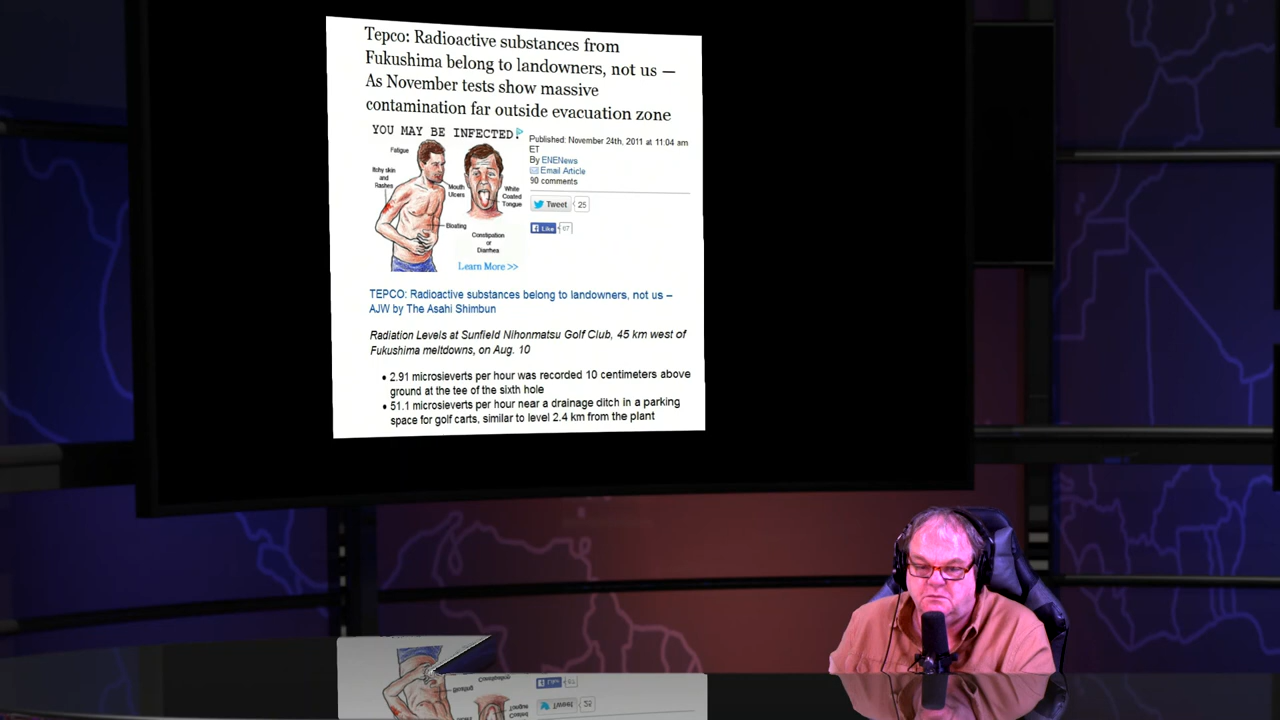 Tepco: Radioactive substances from
Fukushima belong to landowners, not us —
As November tests show massive
contamination far outside evacuation zone
YOU MAY BE INFECTED!
Fatigue
Itchy skin
and
Rashes
Mouth
Ulcers
White
Coated
Tongue
Bloating
Constipation
or
Diarrhea
Learn More >>
Published: November 24th, 2011 at 11:04 am
ET
By ENENews
Email Article
90 comments
Tweet 25
Like 67
TEPCO: Radioactive substances belong to landowners, not us –
AJW by The Asahi Shimbun
Radiation Levels at Sunfield Nihonmatsu Golf Club, 45 km west of
Fukushima meltdowns, on Aug. 10
• 2.91 microsieverts per hour was recorded 10 centimeters above
ground at the tee of the sixth hole
• 51.1 microsieverts per hour near a drainage ditch in a parking
space for golf carts, similar to level 2.4 km from the plant